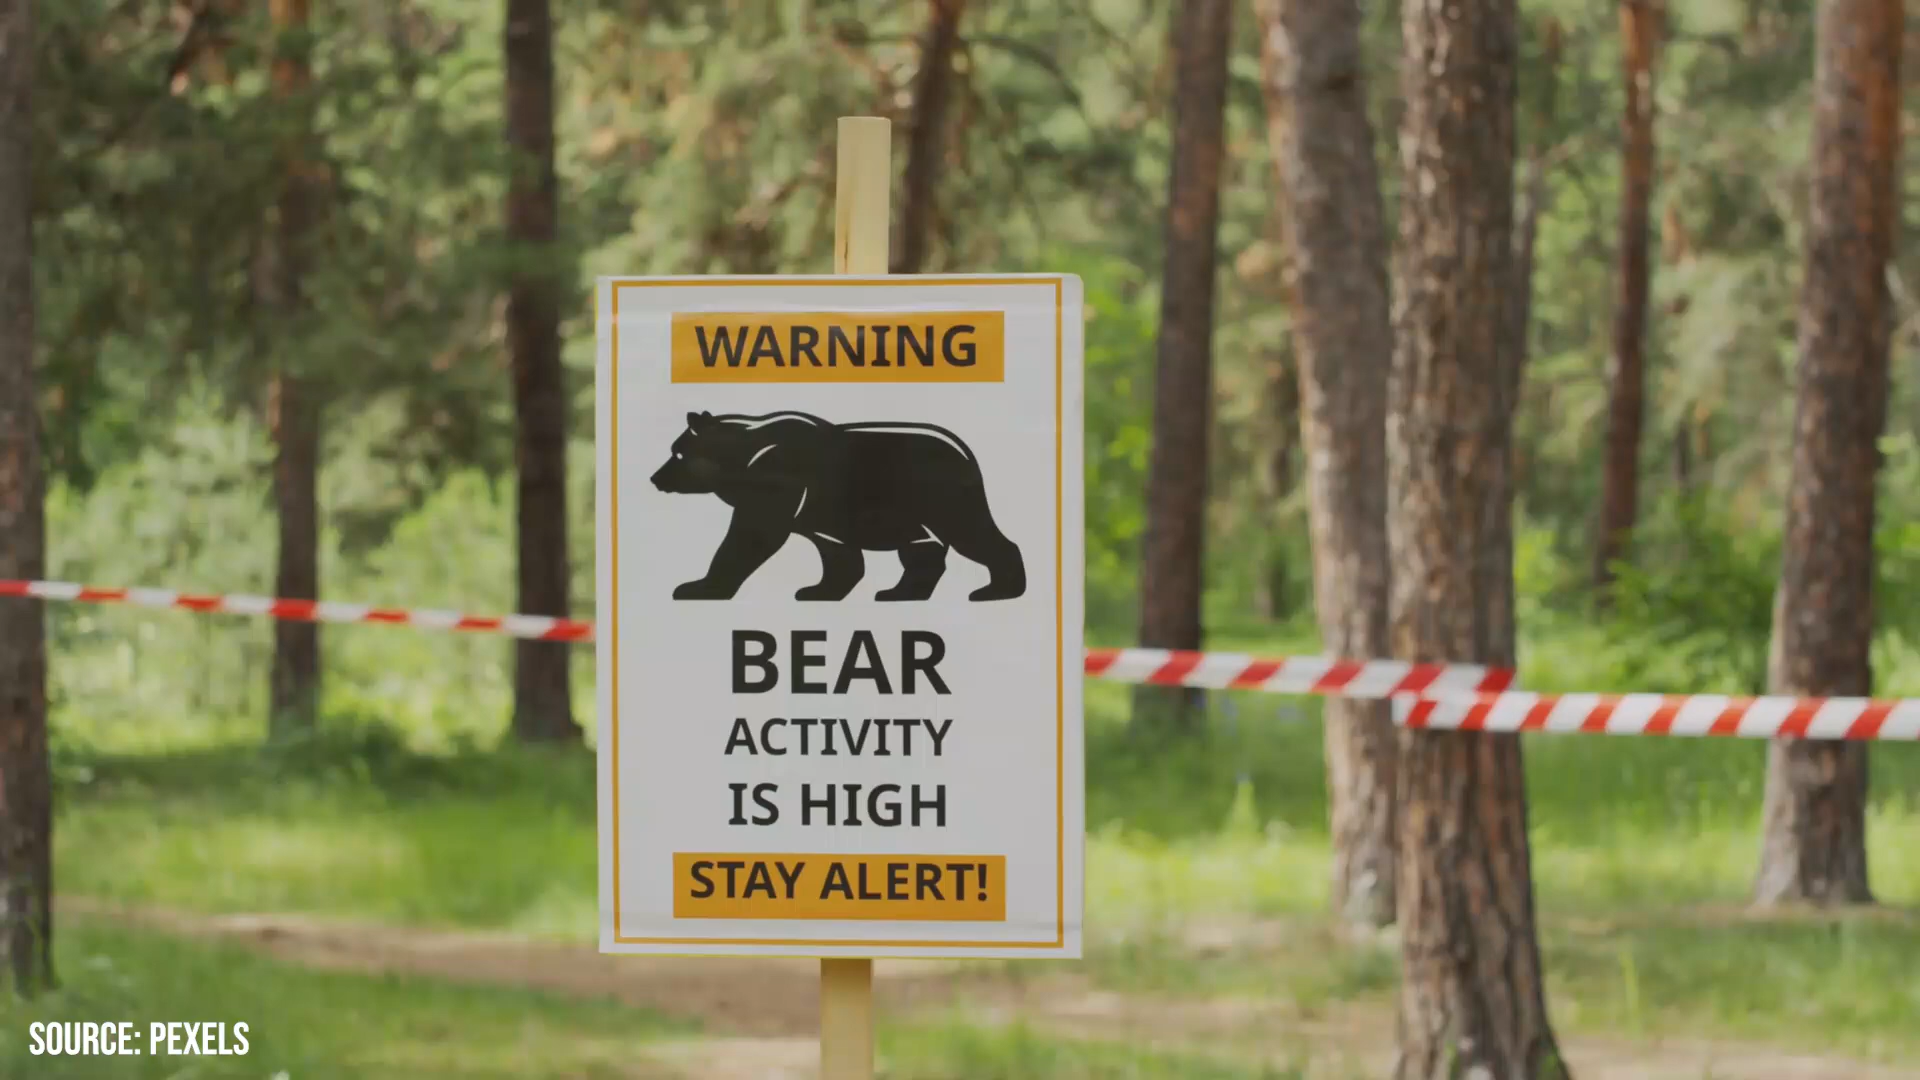 WARNING
BEAR
ACTIVITY
IS HIGH
STAY ALERT!
SOURCE: PEXELS